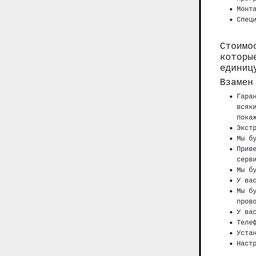 Монта
Специ
Стоимос
которые
единицу
Взамен
Гаран
всяки
покаж
Экстр
Мы бу
Приве
серви
Мы бу
У вас
Мы бу
прово
У вас
Телеф
Устан
Настр